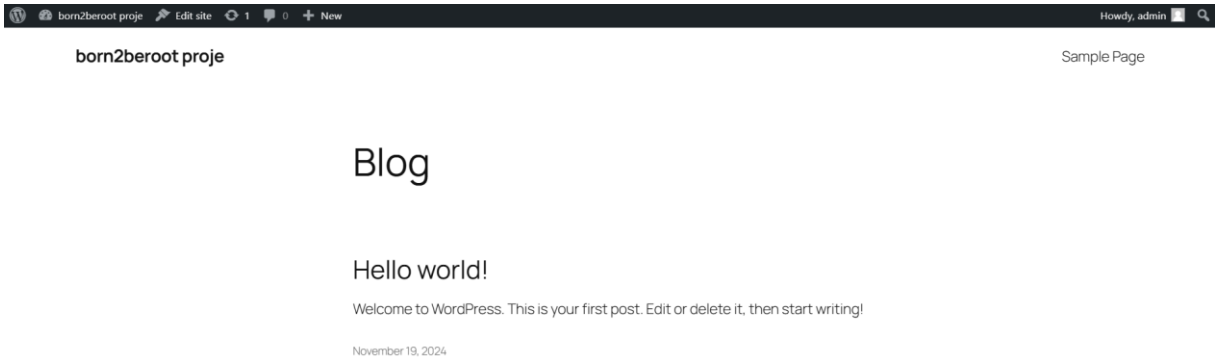 born2beroot proje Edit site 1 0 New Howdy, admin
born2beroot proje Sample Page
Blog
Hello world!
Welcome to WordPress. This is your first post. Edit or delete it, then start writing!
November 19, 2024